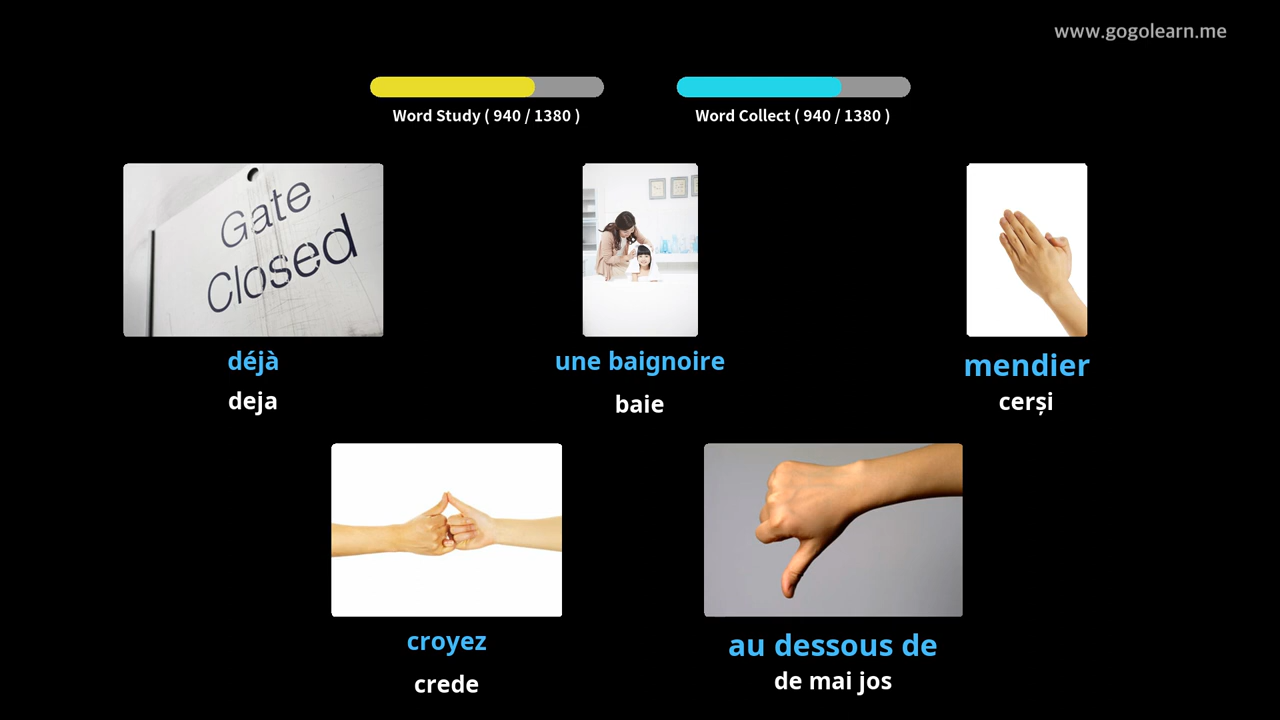 www.gogolearn.me
Word Study ( 940 / 1380 )
Word Collect ( 940 / 1380 )
Gate
Closed
déjà
deja
une baignoire
baie
mendier
cerși
croyez
crede
au dessous de
de mai jos